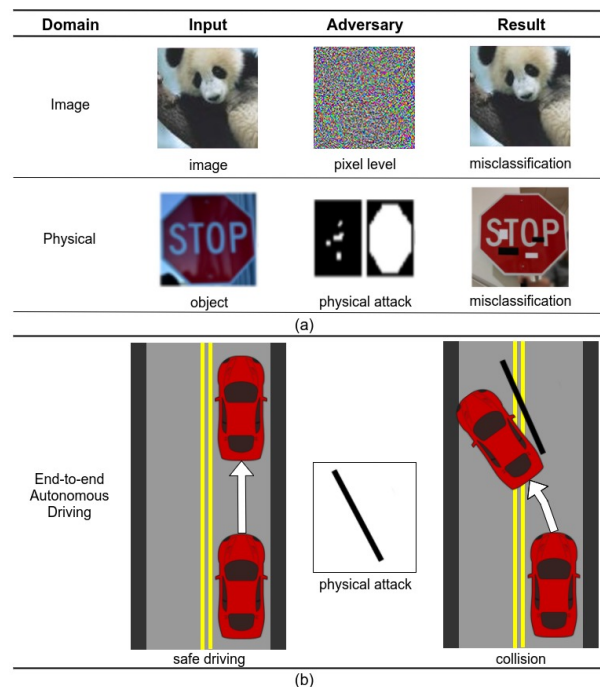 Domain Input Adversary Result
Image
image pixel level misclassification
Physical
STOP
STOP
object physical attack misclassification
(a)
End-to-end
Autonomous
Driving
physical attack
safe driving collision
(b)